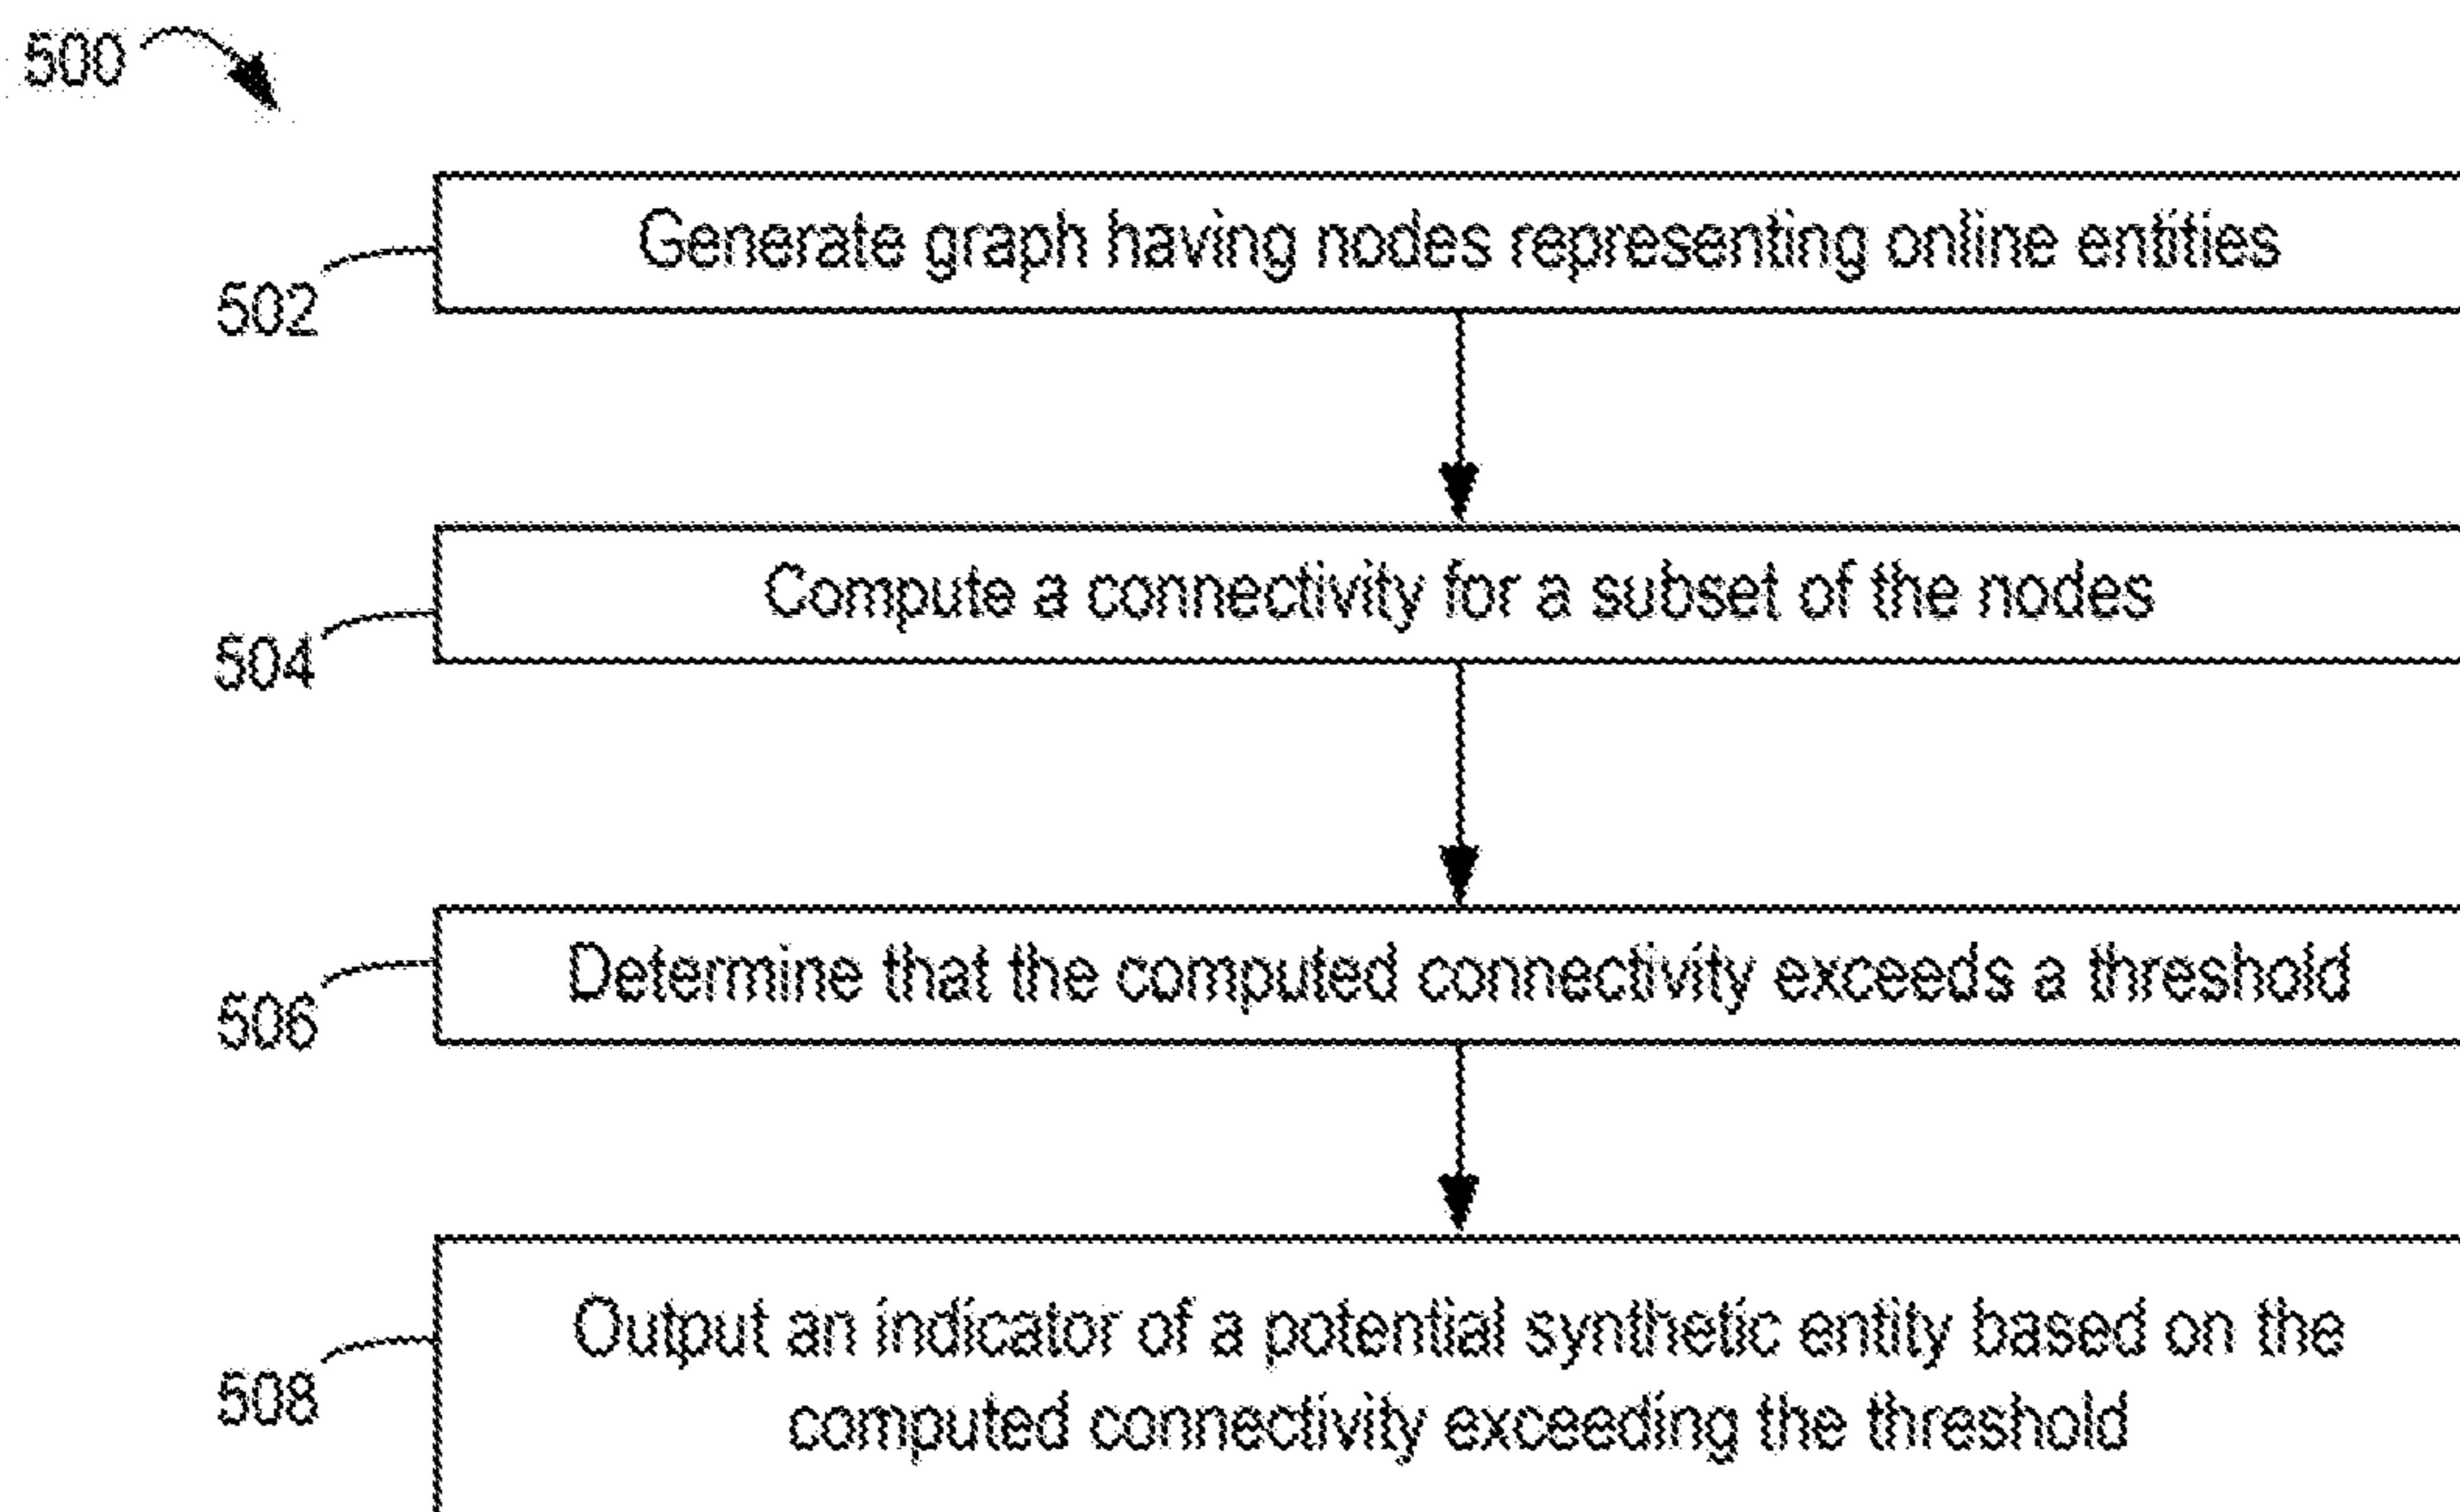 500
Generate graph having nodes representing online entities
502
Compute a connectivity for a subset of the nodes
504
Determine that the computed connectivity exceeds a threshold
506
Output an indicator of a potential synthetic entity based on the
computed connectivity exceeding the threshold
508